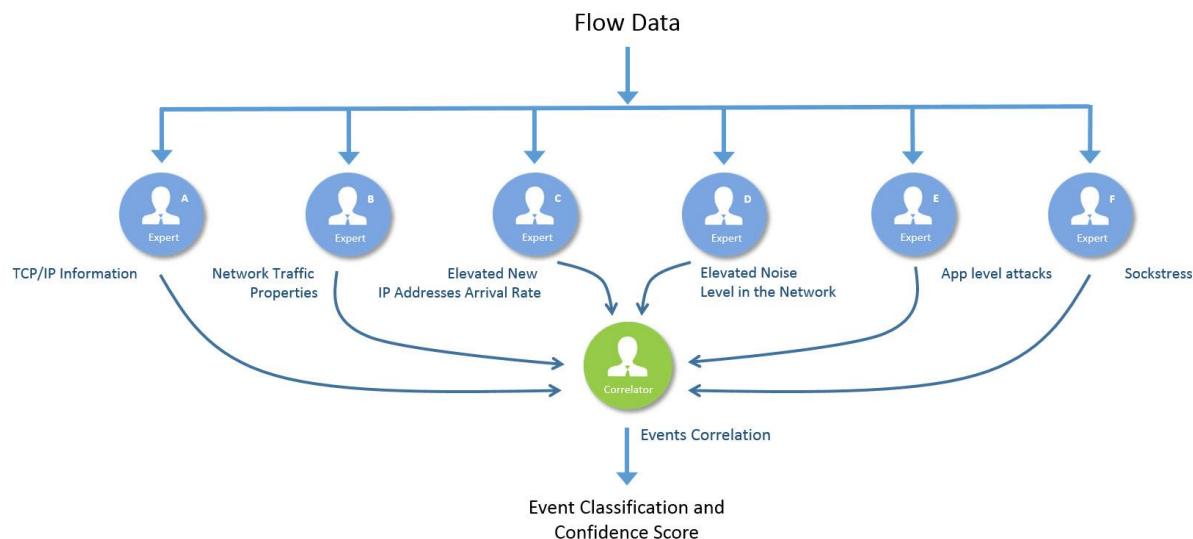 Flow Data
A
Expert
B
Expert
C
Expert
D
Expert
E
Expert
F
Expert
TCP/IP Information
Network Traffic
Properties
Elevated New
IP Addresses Arrival Rate
Elevated Noise
Level in the Network
App level attacks
Sockstress
Correlator
Events Correlation
Event Classification and
Confidence Score